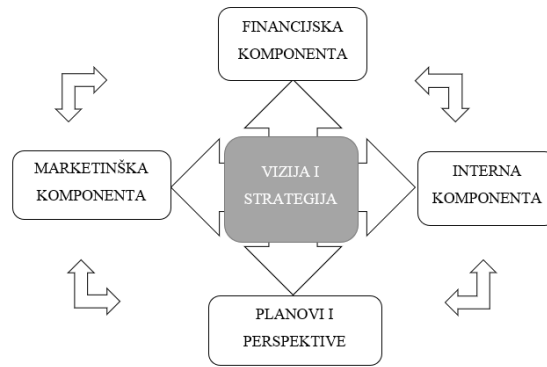 FINANCIJSKA
KOMPONENTA
MARKETINŠKA
KOMPONENTA
VIZIJA I
STRATEGIJA
INTERNA
KOMPONENTA
PLANOVI I
PERSPEKTIVE